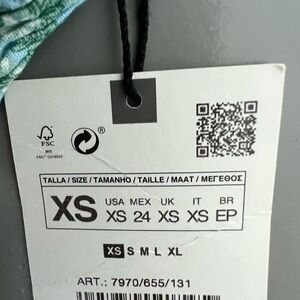 FSC
MIX
TALLA / SIZE / TAMANHO / TAILLE / MAAT / ΜΕΓΕΘΟΣ
XS
USA MEX UK IT BR
XS 24 XS XS EP
XS S M L XL
ART.: 7970/655/131